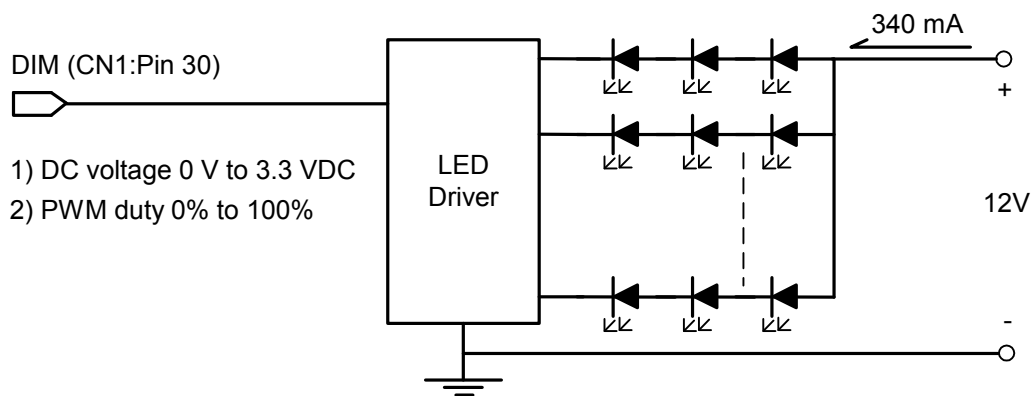 340 mA
DIM (CN1:Pin 30)
+
1) DC voltage 0 V to 3.3 VDC
2) PWM duty 0% to 100%
LED
Driver
12V
-